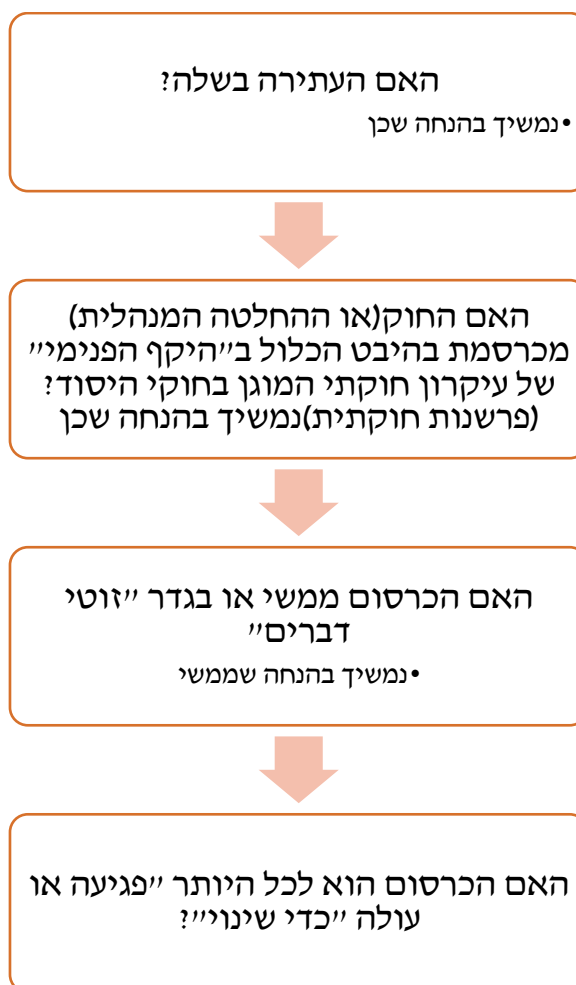 האם העתירה בשלה?
•נמשיך בהנחה שכן
האם החוק(או ההחלטה המנהלית)
מכרסמת בהיבט הכלול ב״היקף הפנימי״
של עיקרון חוקתי המוגן בחוקי היסוד?
(פרשנות חוקתית)נמשיך בהנחה שכן
האם הכרסום ממשי או בגדר ״זוטי
דברים״
•נמשיך בהנחה שממשי
האם הכרסום הוא לכל היותר ״פגיעה או
עולה ״כדי שינוי״?